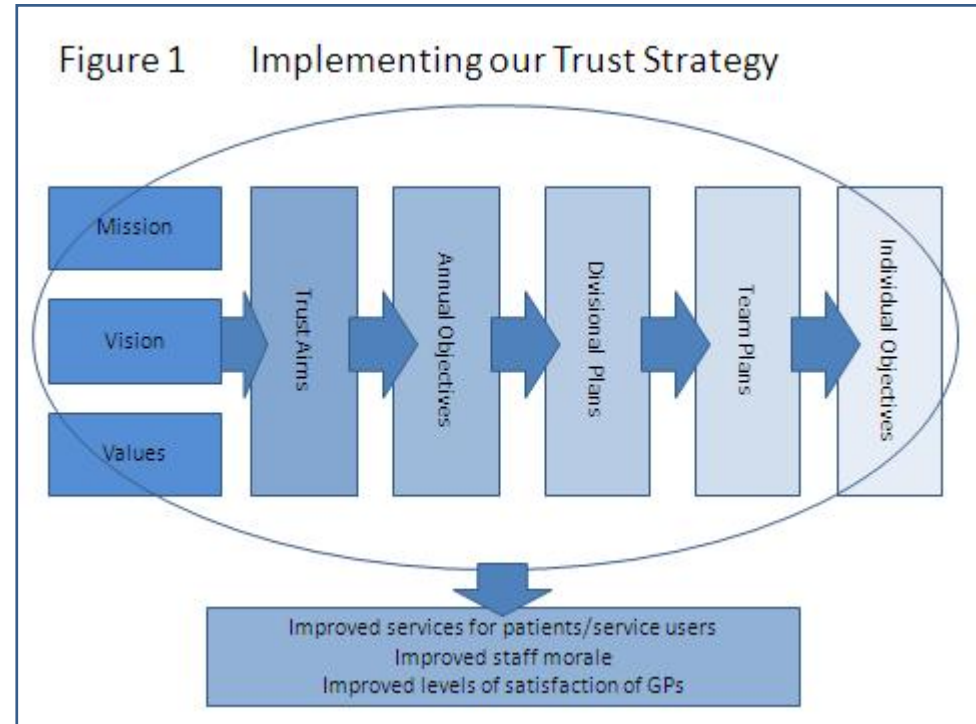 Figure 1 Implementing our Trust Strategy
Mission
Vision
Values
Trust Aims
Annual Objectives
Divisional Plans
Team Plans
Individual Objectives
Improved services for patients/service users
Improved staff morale
Improved levels of satisfaction of GPs